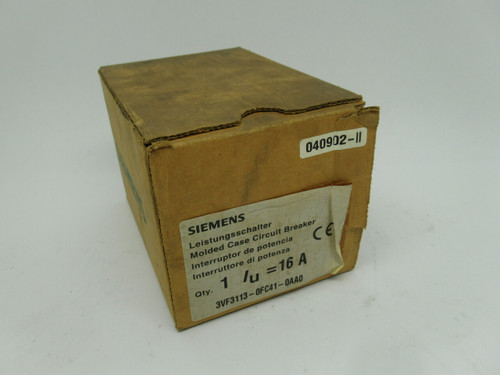 040902-II
SIEMENS
Leistungsschalter
Molded Case Circuit Breaker
Interruptor de potencia
Interruttore di potenza
Qty. 1 Iu = 16 A
3VF3113-0FC41-0AA0
CE